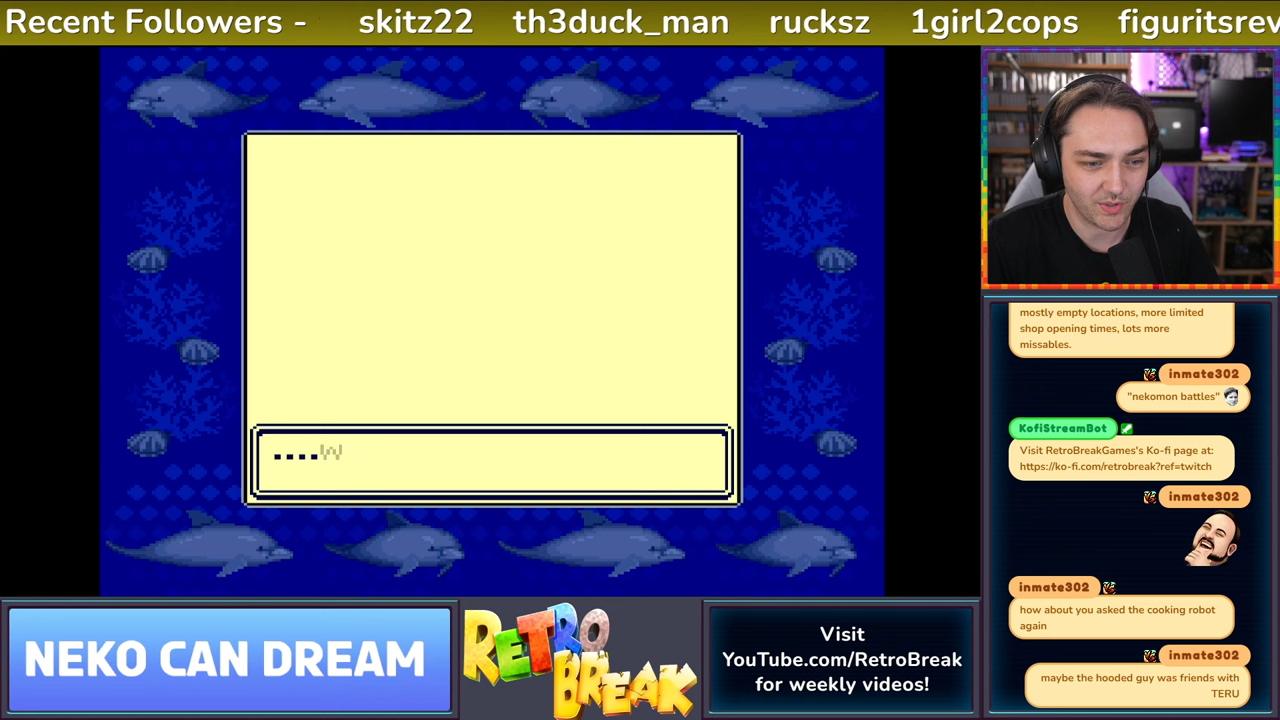 Recent Followers - skitz22 th3duck_man rucksz 1girl2cops figuritsrev
....W
mostly empty locations, more limited
shop opening times, lots more
missables.
inmate302
"nekomon battles"
KofiStreamBot
Visit RetroBreakGames's Ko-fi page at:
https://ko-fi.com/retrobreak?ref=twitch
inmate302
inmate302
how about you asked the cooking robot
again
inmate302
maybe the hooded guy was friends with
TERU
NEKO CAN DREAM
RETRO
BREAK
Visit
YouTube.com/RetroBreak
for weekly videos!